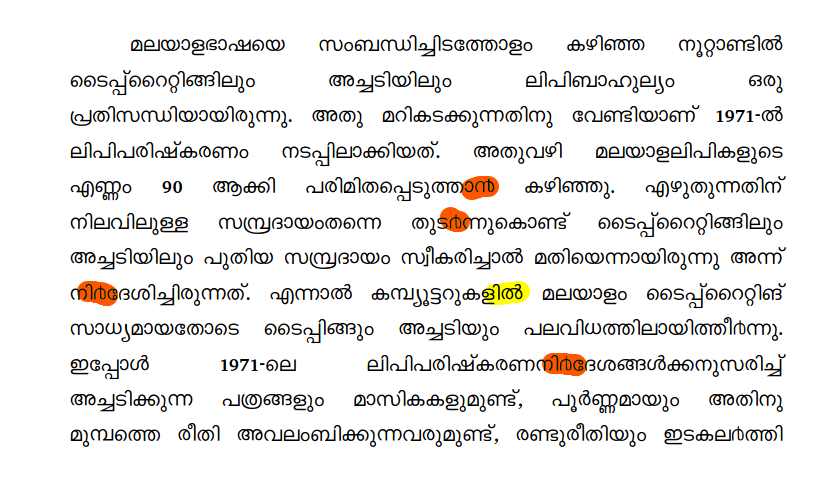 മലയാളഭാഷയെ സംബന്ധിച്ചിടത്തോളം കഴിഞ്ഞ നൂറ്റാണ്ടിൽ
ടൈപ്പ്റൈറ്റിങ്ങിലും അച്ചടിയിലും ലിപിബാഹുല്യം ഒരു
പ്രതിസന്ധിയായിരുന്നു. അതു മറികടക്കുന്നതിനു വേണ്ടിയാണ് 1971-ൽ
ലിപിപരിഷ്കരണം നടപ്പിലാക്കിയത്. അതുവഴി മലയാളലിപികളുടെ
എണ്ണം 90 ആക്കി പരിമിതപ്പെടുത്താൻ കഴിഞ്ഞു. എഴുതുന്നതിന്
നിലവിലുള്ള സമ്പ്രദായംതന്നെ തുടർന്നുകൊണ്ട് ടൈപ്പ്റൈറ്റിങ്ങിലും
അച്ചടിയിലും പുതിയ സമ്പ്രദായം സ്വീകരിച്ചാൽ മതിയെന്നായിരുന്നു അന്ന്
നിർദേശിച്ചിരുന്നത്. എന്നാൽ കമ്പ്യൂട്ടറുകളിൽ മലയാളം ടൈപ്പ്റൈറ്റിങ്
സാധ്യമായതോടെ ടൈപ്പിങ്ങും അച്ചടിയും പലവിധത്തിലായിത്തീർന്നു.
ഇപ്പോൾ 1971-ലെ ലിപിപരിഷ്കരണനിർദേശങ്ങൾക്കനുസരിച്ച്
അച്ചടിക്കുന്ന പത്രങ്ങളും മാസികകളുമുണ്ട്, പൂർണ്ണമായും അതിനു
മുമ്പത്തെ രീതി അവലംബിക്കുന്നവരുമുണ്ട്, രണ്ടുരീതിയും ഇടകലർത്തി